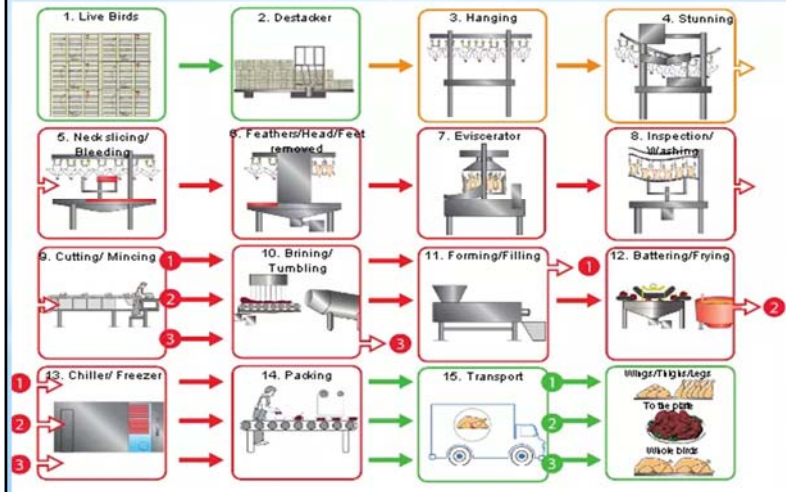 1. Live Birds
2. Destacker
3. Hanging
4. Stunning
5. Neck slicing/
Bleeding
6. Feathers/Head/Feet
removed
7. Eviscerator
8. Inspection/
Washing
9. Cutting/ Mincing
1
2
3
10. Brining/
Tumbling
3
11. Forming/Filling
1
12. Battering/Frying
2
13. Chiller/ Freezer
1
2
3
14. Packing
15. Transport
1
2
3
Wings/Thighs/Legs
To the plate
Whole birds